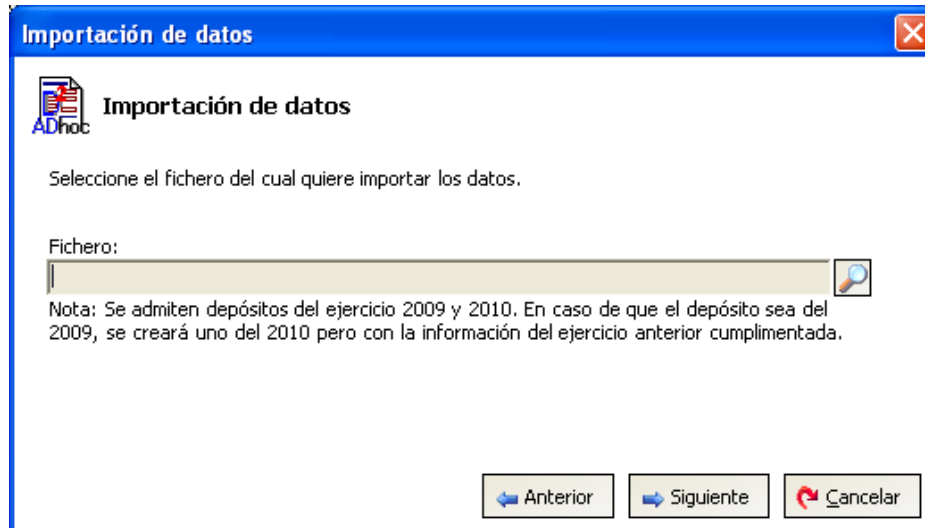 Importación de datos
Importación de datos
ADhoc
Seleccione el fichero del cual quiere importar los datos.
Fichero:
Nota: Se admiten depósitos del ejercicio 2009 y 2010. En caso de que el depósito sea del
2009, se creará uno del 2010 pero con la información del ejercicio anterior cumplimentada.
Anterior
Siguiente
Cancelar